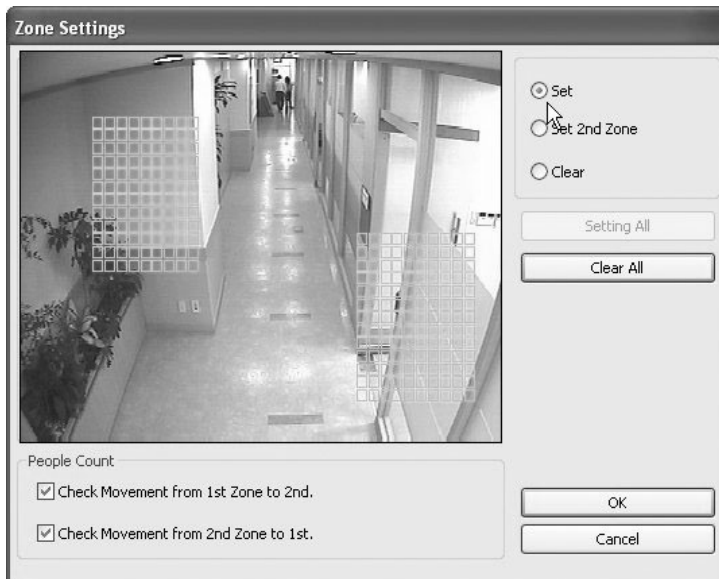 Zone Settings
Set
Set 2nd Zone
Clear
Setting All
Clear All
People Count
Check Movement from 1st Zone to 2nd.
Check Movement from 2nd Zone to 1st.
OK
Cancel